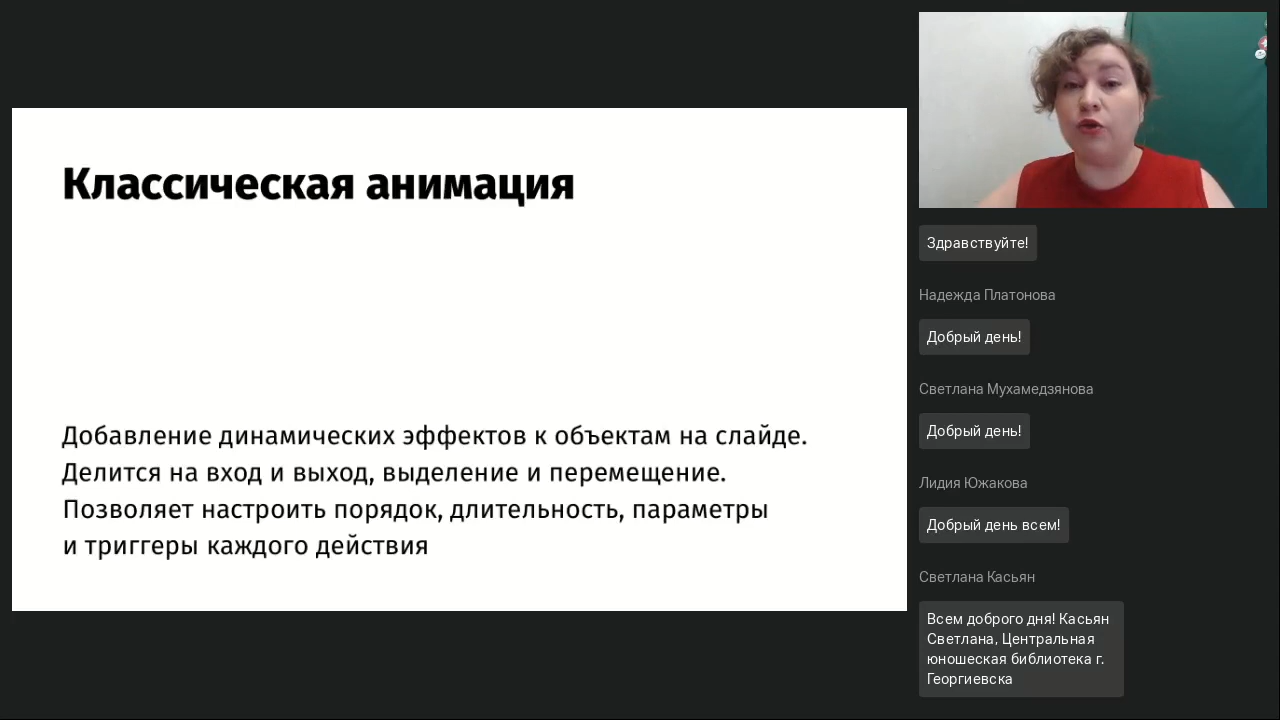 Классическая анимация
Добавление динамических эффектов к объектам на слайде.
Делится на вход и выход, выделение и перемещение.
Позволяет настроить порядок, длительность, параметры
и триггеры каждого действия
Здравствуйте!
Надежда Платонова
Добрый день!
Светлана Мухамедзянова
Добрый день!
Лидия Южакова
Добрый день всем!
Светлана Касьян
Всем доброго дня! Касьян
Светлана, Центральная
юношеская библиотека г.
Георгиевска